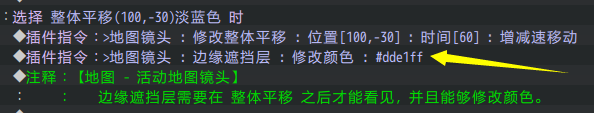 ：选择 整体平移(100,-30)淡蓝色 时
◆插件指令：>地图镜头 : 修改整体平移 : 位置[100,-30] : 时间[60] : 增减速移动
◆插件指令：>地图镜头 : 边缘遮挡层 : 修改颜色 : #dde1ff
◆注释：【地图 - 活动地图镜头】
：　　：　　边缘遮挡层需要在 整体平移 之后才能看见，并且能够修改颜色。